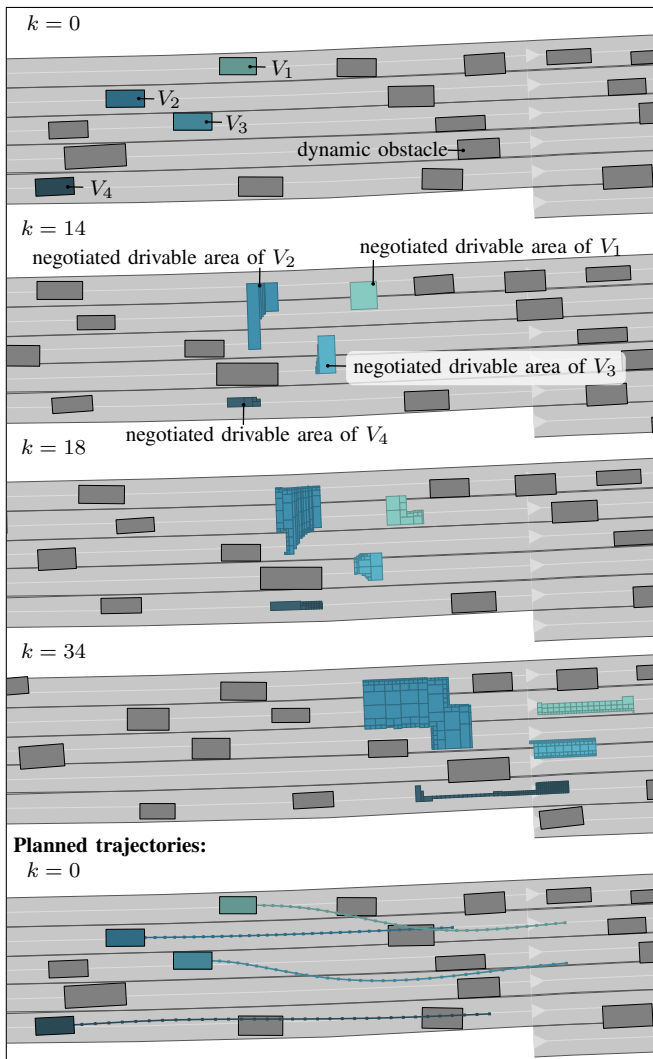 k = 0
V1
V2
V3
dynamic obstacle
V4
k = 14
negotiated drivable area of V1
negotiated drivable area of V2
negotiated drivable area of V3
negotiated drivable area of V4
k = 18
k = 34
Planned trajectories:
k = 0